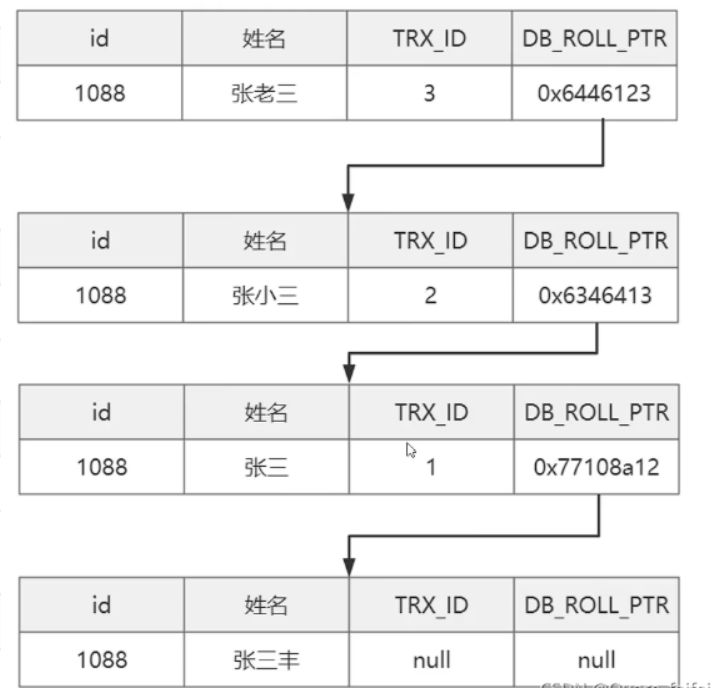 id 姓名 TRX_ID DB_ROLL_PTR
1088 张老三 3 0x6446123
id 姓名 TRX_ID DB_ROLL_PTR
1088 张小三 2 0x6346413
id 姓名 TRX_ID DB_ROLL_PTR
1088 张三 1 0x77108a12
id 姓名 TRX_ID DB_ROLL_PTR
1088 张三丰 null null